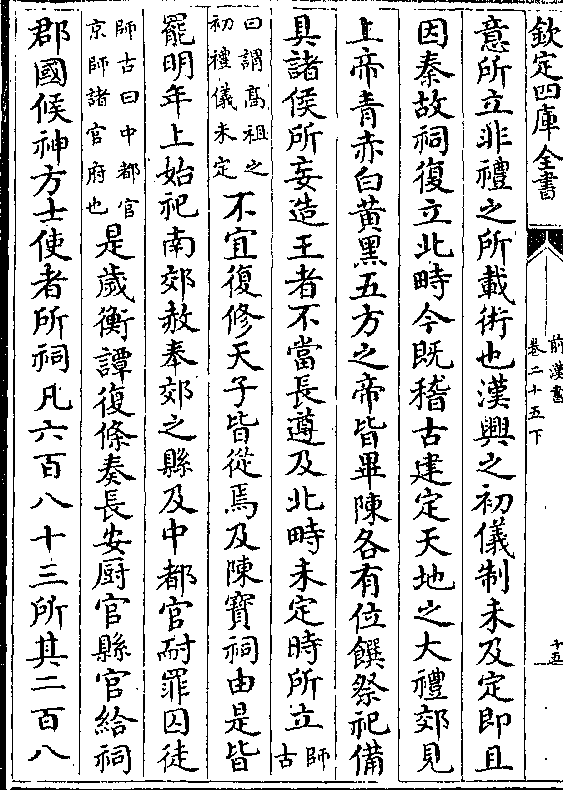 欽定四庫全書
前漢書
卷二十五下
十五
意所立非禮之所載術也漢興之初儀制未及定即且
因秦故祠復立北畤今既稽古建定天地之大禮郊見
上帝青赤白黃黑五方之帝皆畢陳各有位饌祭祀備
具諸侯所妄造王者不當長遵及北畤未定時所立師
古
曰謂高祖之
初禮儀未定
不宜復修天子皆從焉及陳寶祠由是皆
罷明年上始祀南郊赦奉郊之縣及中都官耐罪囚徒
師古曰中都官
京師諸官府也
是歲衡譚復條奏長安厨官縣官給祠
郡國候神方士使者所祠凡六百八十三所其二百八